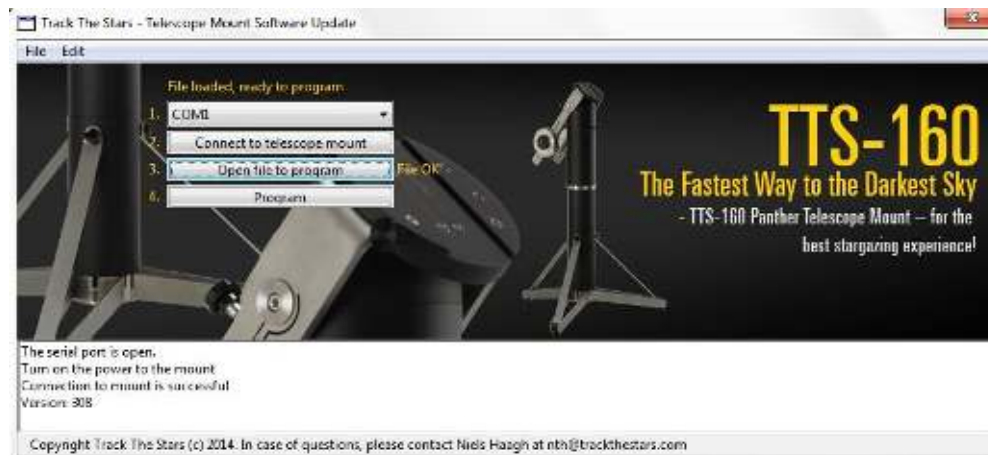 Track The Stars - Telescope Mount Software Update
File Edit
File loaded, ready to program
1. COM1
2. Connect to telescope mount
3. Open file to program File OK
4. Program
TTS-160
The Fastest Way to the Darkest Sky
- TTS-160 Panther Telescope Mount – for the
best stargazing experience!
The serial port is open.
Turn on the power to the mount
Connection to mount is successful
Version: 308
Copyright Track The Stars (c) 2014. In case of questions, please contact Niels Haagh at nth@trackthestars.com